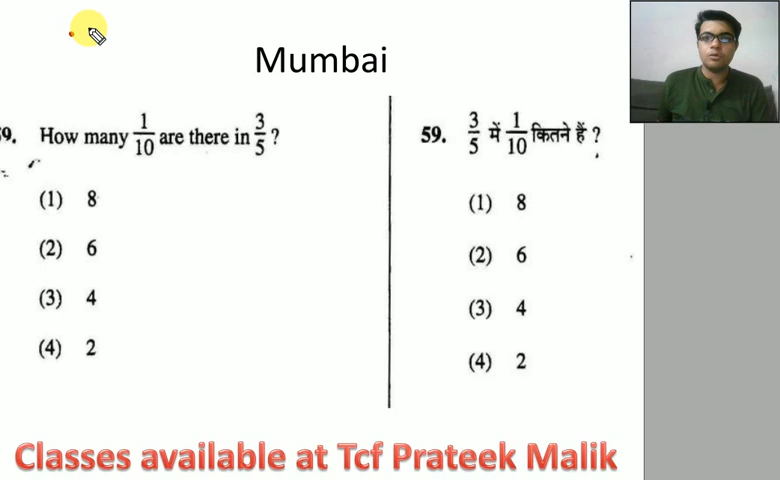 Mumbai
59. How many 1/10 are there in 3/5 ?
(1) 8
(2) 6
(3) 4
(4) 2
59. 3/5 में 1/10 कितने हैं ?
(1) 8
(2) 6
(3) 4
(4) 2
Classes available at Tcf Prateek Malik